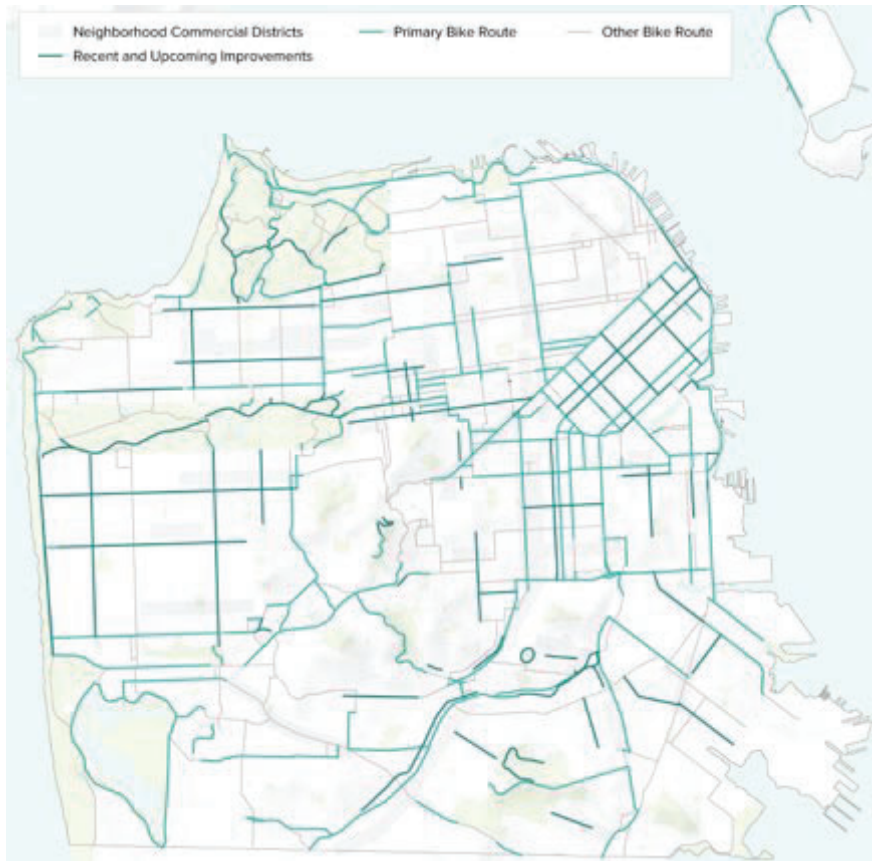 Neighborhood Commercial Districts Primary Bike Route Other Bike Route
Recent and Upcoming Improvements